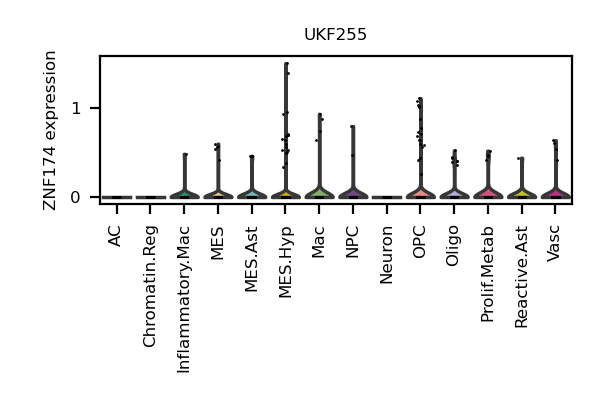 UKF255
ZNF174 expression
1
0
AC
Chromatin.Reg
Inflammatory.Mac
MES
MES.Ast
MES.Hyp
Mac
NPC
Neuron
OPC
Oligo
Prolif.Metab
Reactive.Ast
Vasc